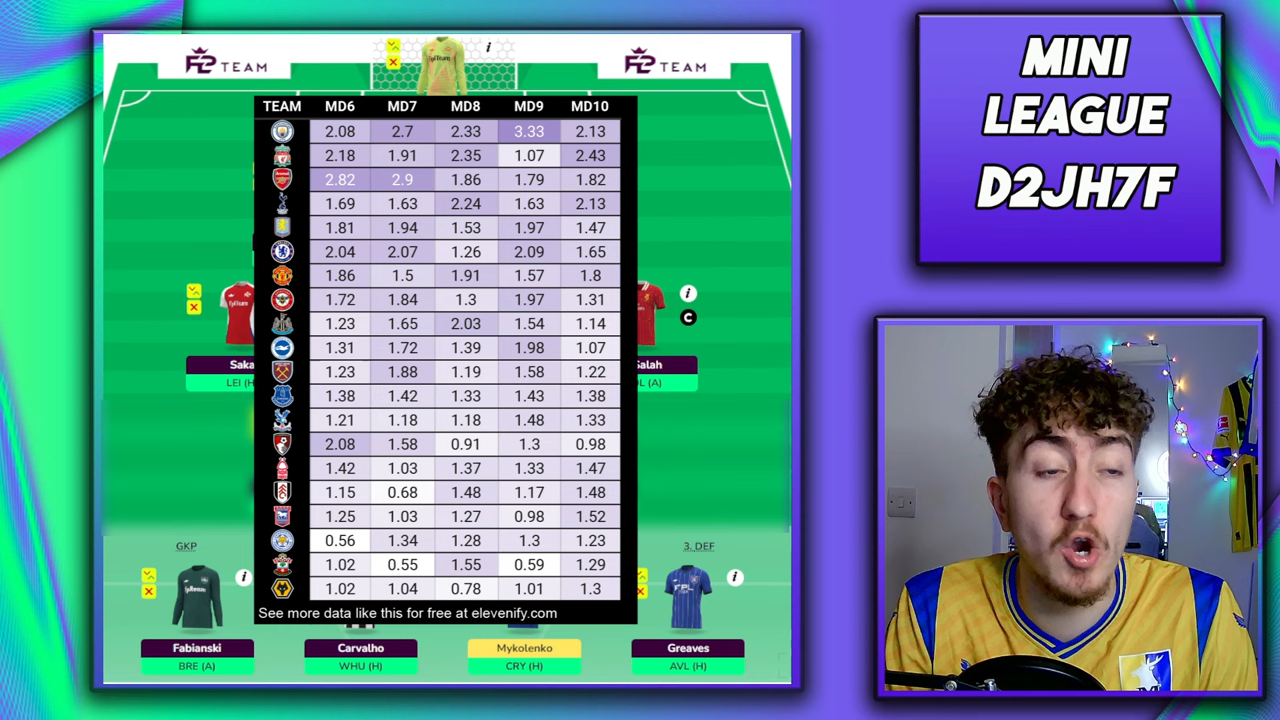 TEAM
TEAM
i
TEAM MD6 MD7 MD8 MD9 MD10
2.08 2.7 2.33 3.33 2.13
2.18 1.91 2.35 1.07 2.43
2.82 2.9 1.86 1.79 1.82
1.69 1.63 2.24 1.63 2.13
1.81 1.94 1.53 1.97 1.47
2.04 2.07 1.26 2.09 1.65
1.86 1.5 1.91 1.57 1.8
1.72 1.84 1.3 1.97 1.31
1.23 1.65 2.03 1.54 1.14
1.31 1.72 1.39 1.98 1.07
1.23 1.88 1.19 1.58 1.22
1.38 1.42 1.33 1.43 1.38
1.21 1.18 1.18 1.48 1.33
2.08 1.58 0.91 1.3 0.98
1.42 1.03 1.37 1.33 1.47
1.15 0.68 1.48 1.17 1.48
1.25 1.03 1.27 0.98 1.52
0.56 1.34 1.28 1.3 1.23
1.02 0.55 1.55 0.59 1.29
1.02 1.04 0.78 1.01 1.3
See more data like this for free at elevenify.com
Saka
LEI (H
i
C
Salah
L (A)
GKP
3. DEF
i
i
Fabianski
BRE (A)
Carvalho
WHU (H)
Mykolenko
CRY (H)
Greaves
AVL (H)
MINI
LEAGUE
D2JH7F